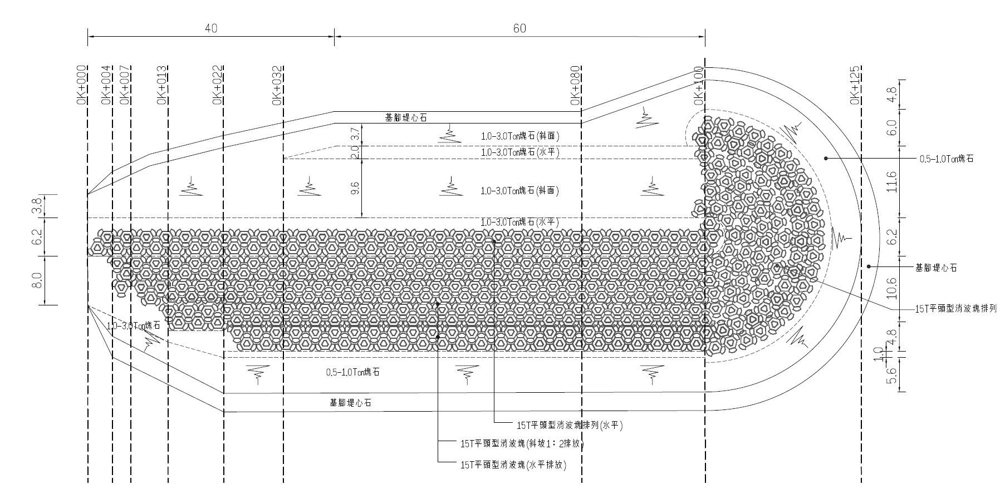 40
60
0K+000
0K+004
0K+007
0K+013
0K+022
0K+032
0K+080
0K+100
0K+125
4.8
基腳堤心石
3.7
1.0-3.0Ton塊石(斜面)
6.0
2.0
1.0-3.0Ton塊石(水平)
0.5-1.0Ton塊石
9.6
1.0-3.0Ton塊石(斜面)
11.6
3.8
1.0-3.0Ton塊石(水平)
6.2
6.2
基腳堤心石
8.0
10.6
15T平頭型消波塊排列
1.0-3.0Ton塊石
4.8
1.0
0.5-1.0Ton塊石
5.6
基腳堤心石
15T平頭型消波塊排列(水平)
15T平頭型消波塊(斜坡1：2排放)
15T平頭型消波塊(水平排放)